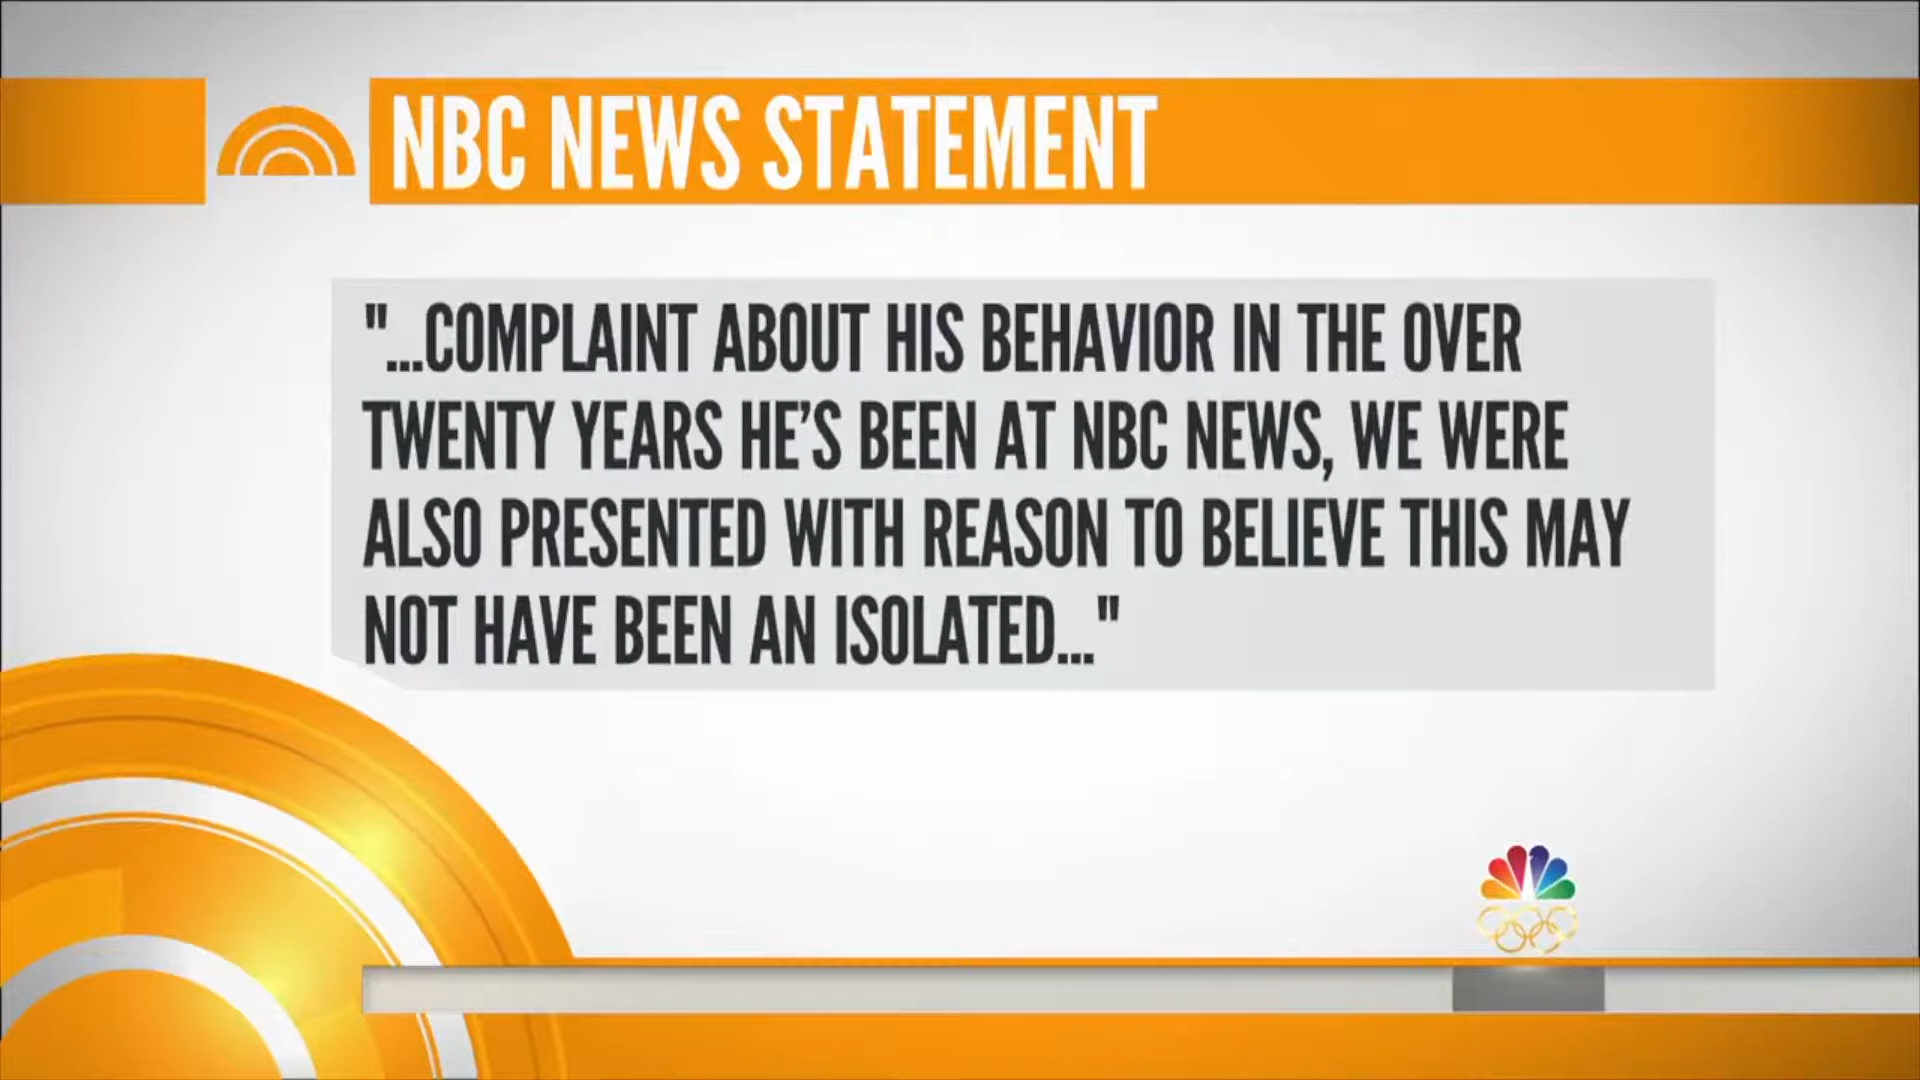 NBC NEWS STATEMENT
"...COMPLAINT ABOUT HIS BEHAVIOR IN THE OVER
TWENTY YEARS HE’S BEEN AT NBC NEWS, WE WERE
ALSO PRESENTED WITH REASON TO BELIEVE THIS MAY
NOT HAVE BEEN AN ISOLATED..."